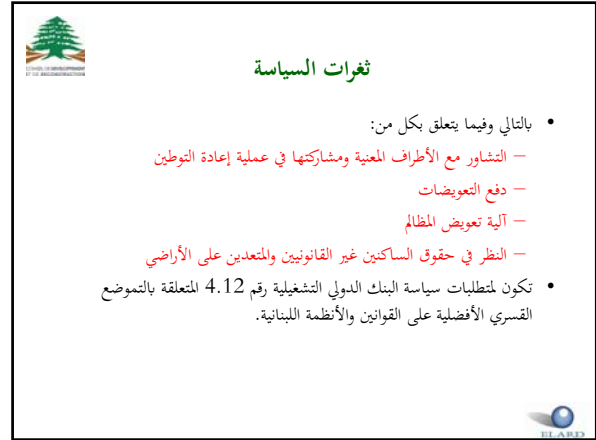 ثغرات السياسة
• بالتالي وفيما يتعلق بكل من:
– التشاور مع الأطراف المعنية ومشاركتها في عملية إعادة التوطين
– دفع التعويضات
– آلية تعويض المظالم
– النظر في حقوق الساكنين غير القانونيين والمتعدين على الأراضي
• تكون لمتطلبات سياسة البنك الدولي التشغيلية رقم 4.12 المتعلقة بالتموضع
القسري الأفضلية على القوانين والأنظمة اللبنانية.
ELARD